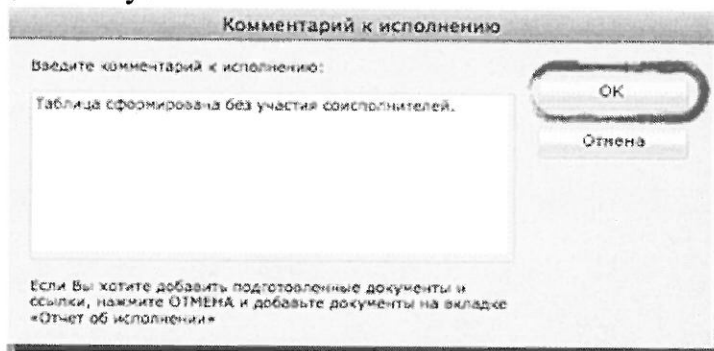 Комментарий к исполнению
Введите комментарий к исполнению:
Таблица сформирована без участия соисполнителей.
ОК
Отмена
Если Вы хотите добавить подготовленные документы и
ссылки, нажмите ОТМЕНА и добавьте документы на вкладке
«Отчет об исполнении»